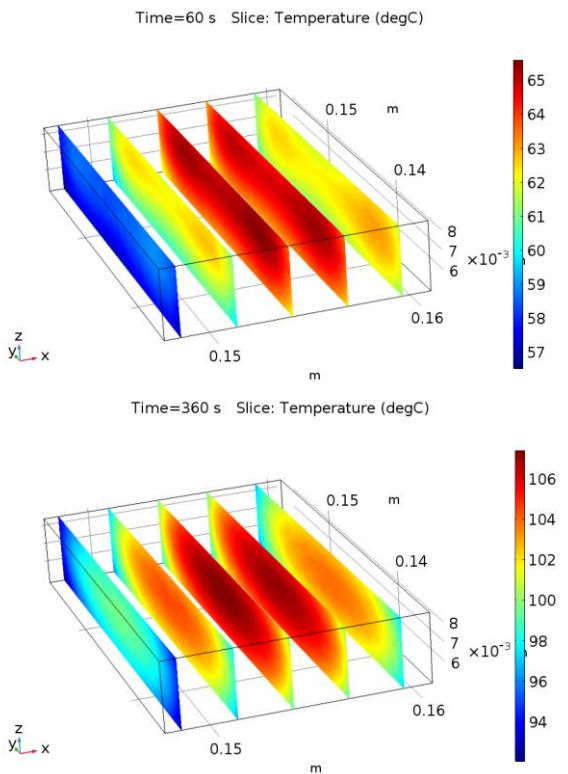 Time=60 s Slice: Temperature (degC)
65
64
63
62
61
60
59
58
57
0.15
m
0.14
8
7
6
×10⁻³
0.16
0.15
m
z
y
x
Time=360 s Slice: Temperature (degC)
106
104
102
100
98
96
94
0.15
m
0.14
8
7
6
×10⁻³
0.16
0.15
m
z
y
x